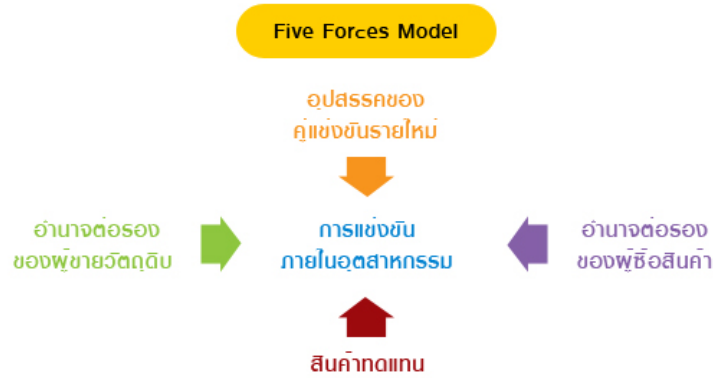 Five Forces Model
อุปสรรคของ
คู่แข่งขันรายใหม่
อำนาจต่อรอง
ของผู้ขายวัตถุดิบ
การแข่งขัน
ภายในอุตสาหกรรม
อำนาจต่อรอง
ของผู้ซื้อสินค้า
สินค้าทดแทน